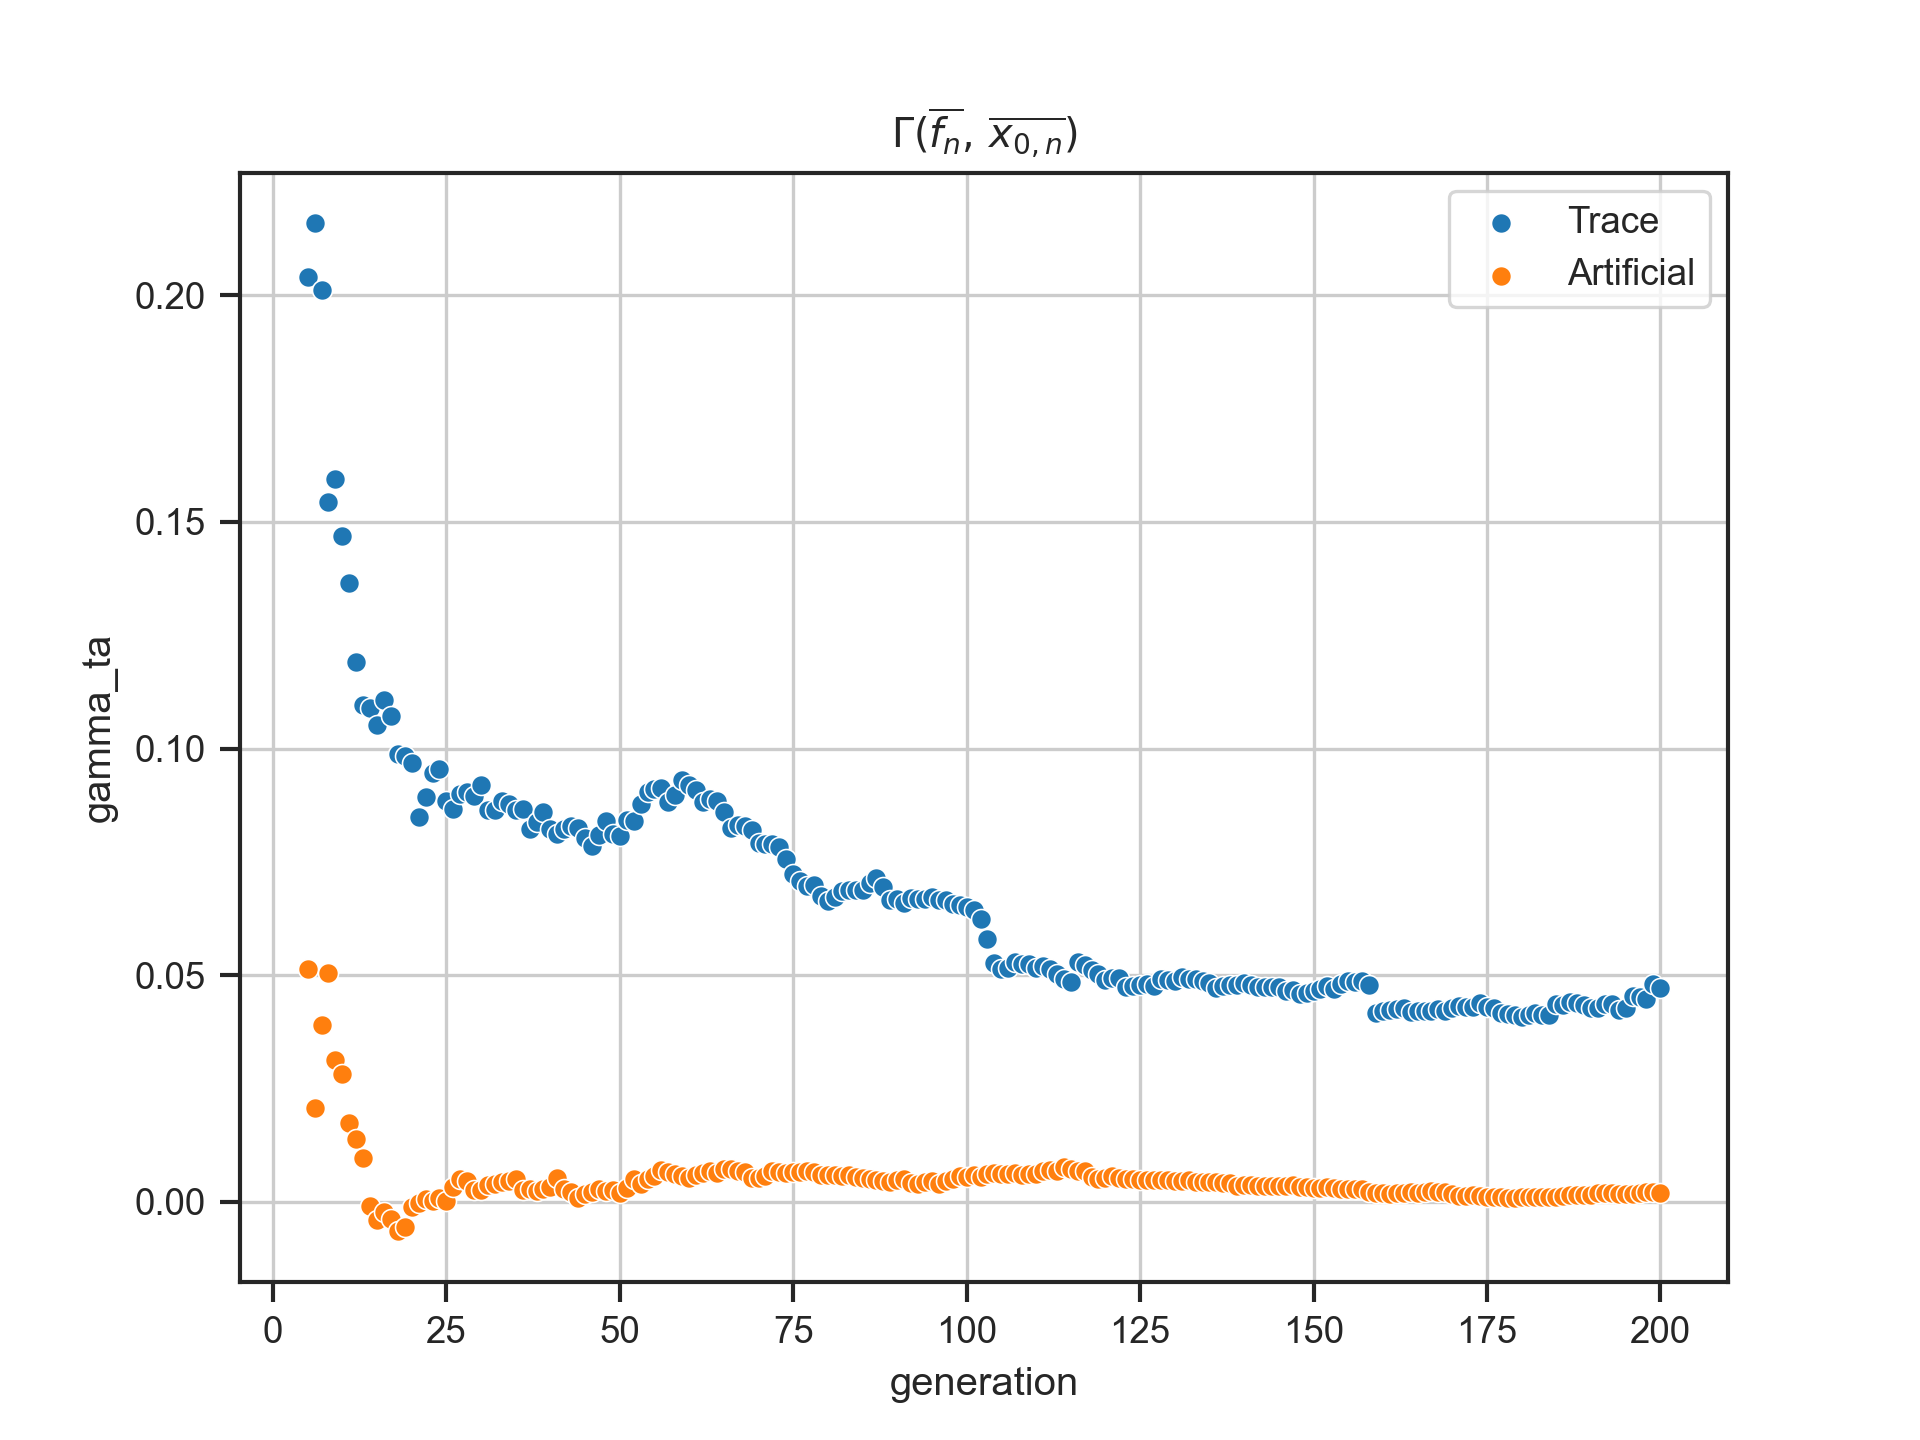 Γ(f̅ₙ, x̅₀,ₙ)
Trace
Artificial
gamma_ta
0.20
0.15
0.10
0.05
0.00
0 25 50 75 100 125 150 175 200
generation